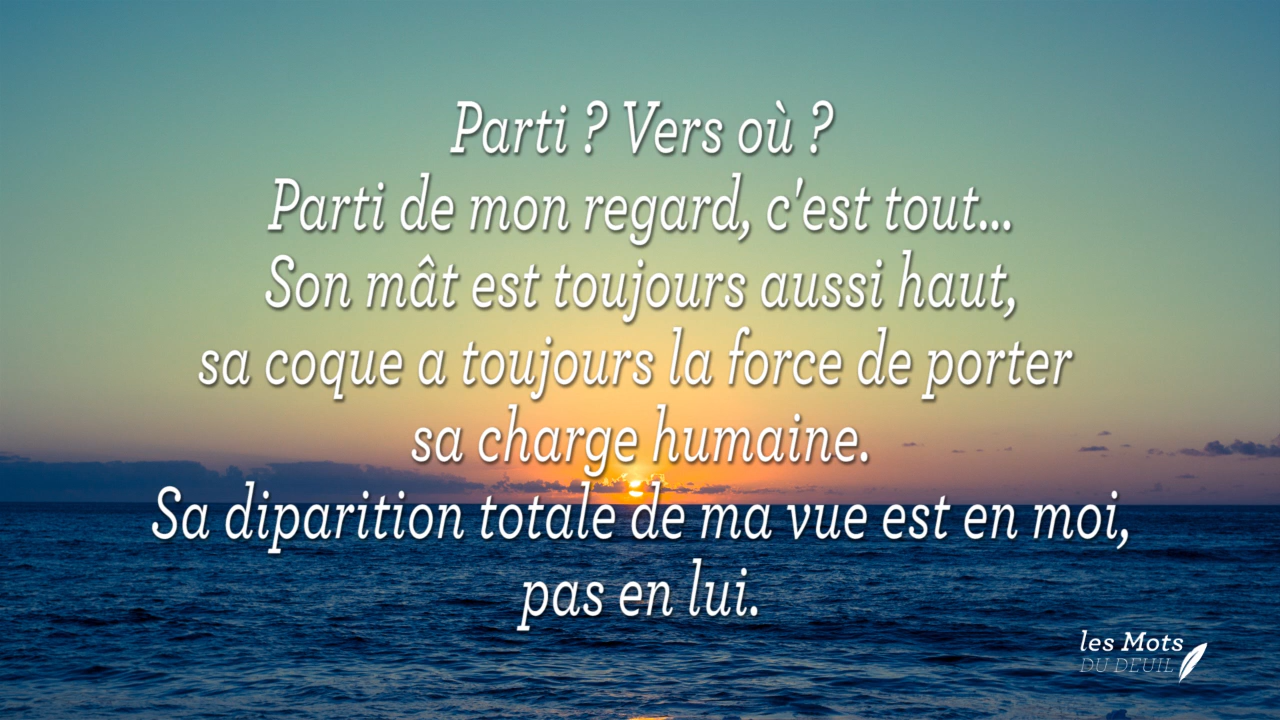 Parti ? Vers où ?
Parti de mon regard, c'est tout...
Son mât est toujours aussi haut,
sa coque a toujours la force de porter
sa charge humaine.
Sa diparition totale de ma vue est en moi,
pas en lui.
les Mots
DU DEUIL